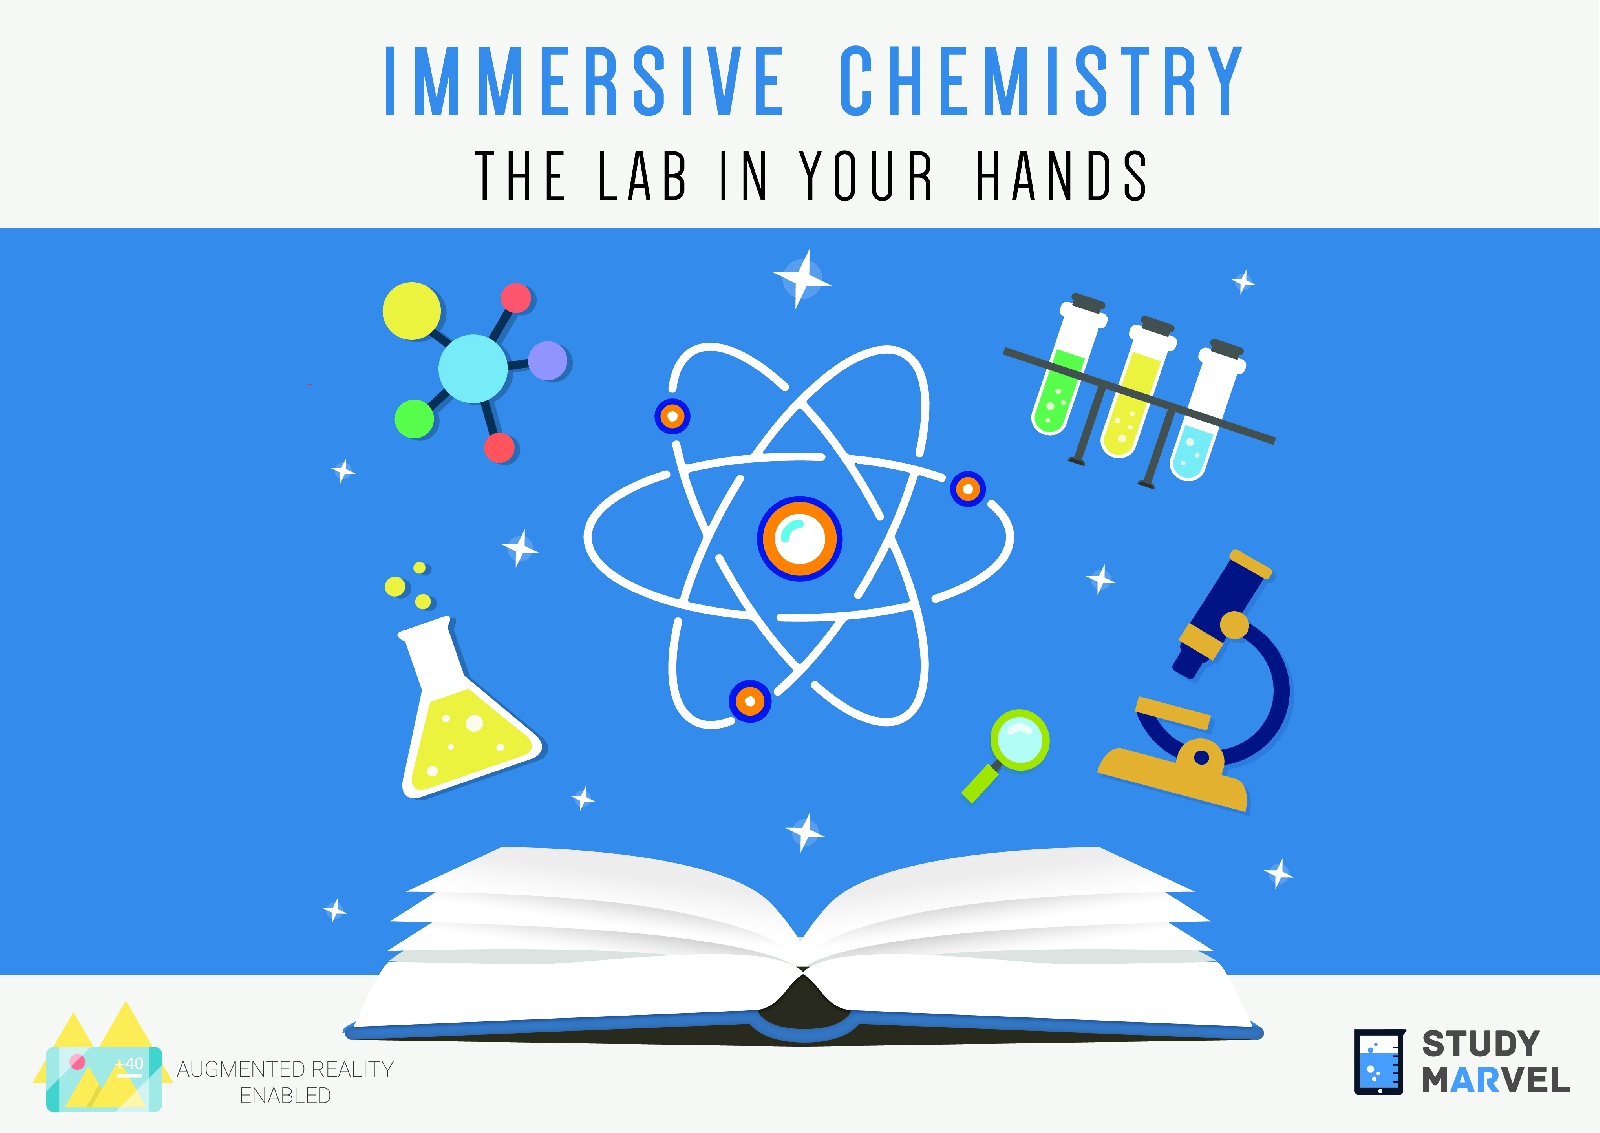 IMMERSIVE CHEMISTRY
THE LAB IN YOUR HANDS
+40
AUGMENTED REALITY
ENABLED
STUDY
MARVEL